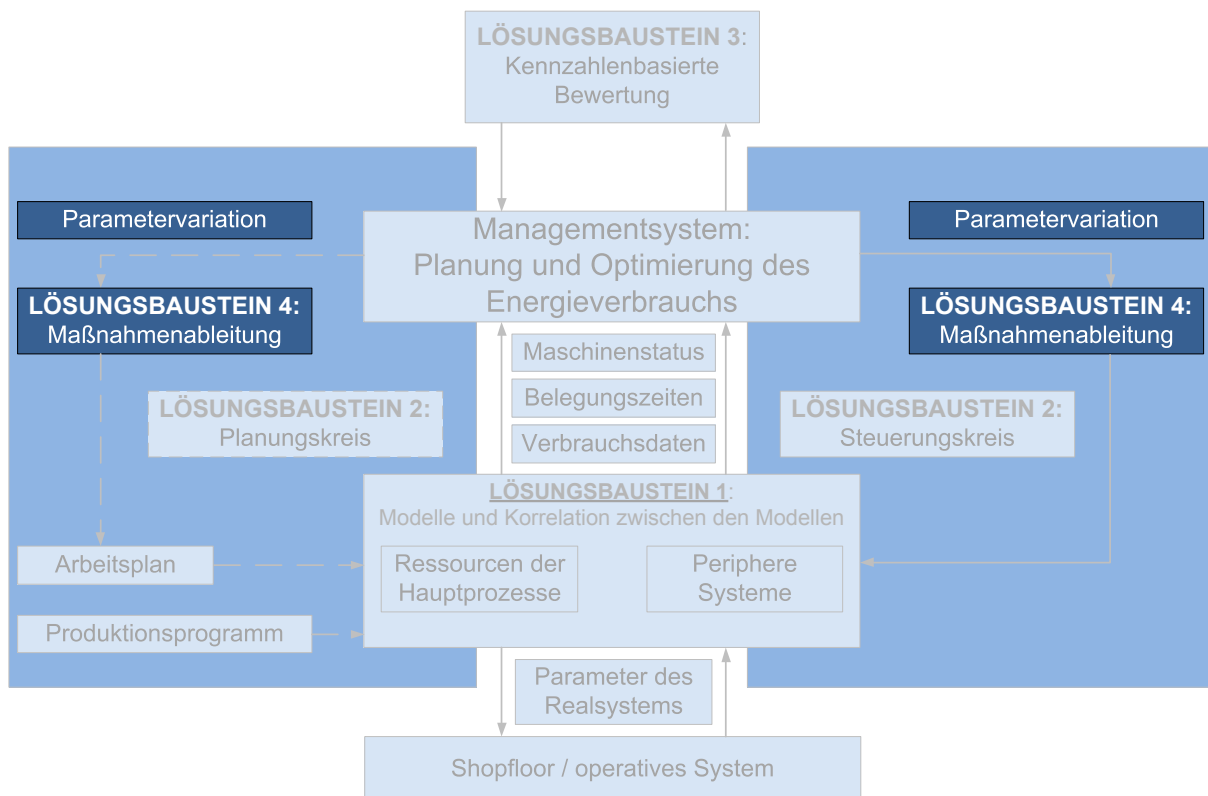 LÖSUNGSBAUSTEIN 3:
Kennzahlenbasierte
Bewertung
Parametervariation
Parametervariation
Managementsystem:
Planung und Optimierung des
Energieverbrauchs
LÖSUNGSBAUSTEIN 4:
Maßnahmenableitung
LÖSUNGSBAUSTEIN 4:
Maßnahmenableitung
Maschinenstatus
Belegungszeiten
Verbrauchsdaten
LÖSUNGSBAUSTEIN 2:
Planungskreis
LÖSUNGSBAUSTEIN 2:
Steuerungskreis
LÖSUNGSBAUSTEIN 1:
Modelle und Korrelation zwischen den Modellen
Arbeitsplan
Ressourcen der
Hauptprozesse
Periphere
Systeme
Produktionsprogramm
Parameter des
Realsystems
Shopfloor / operatives System